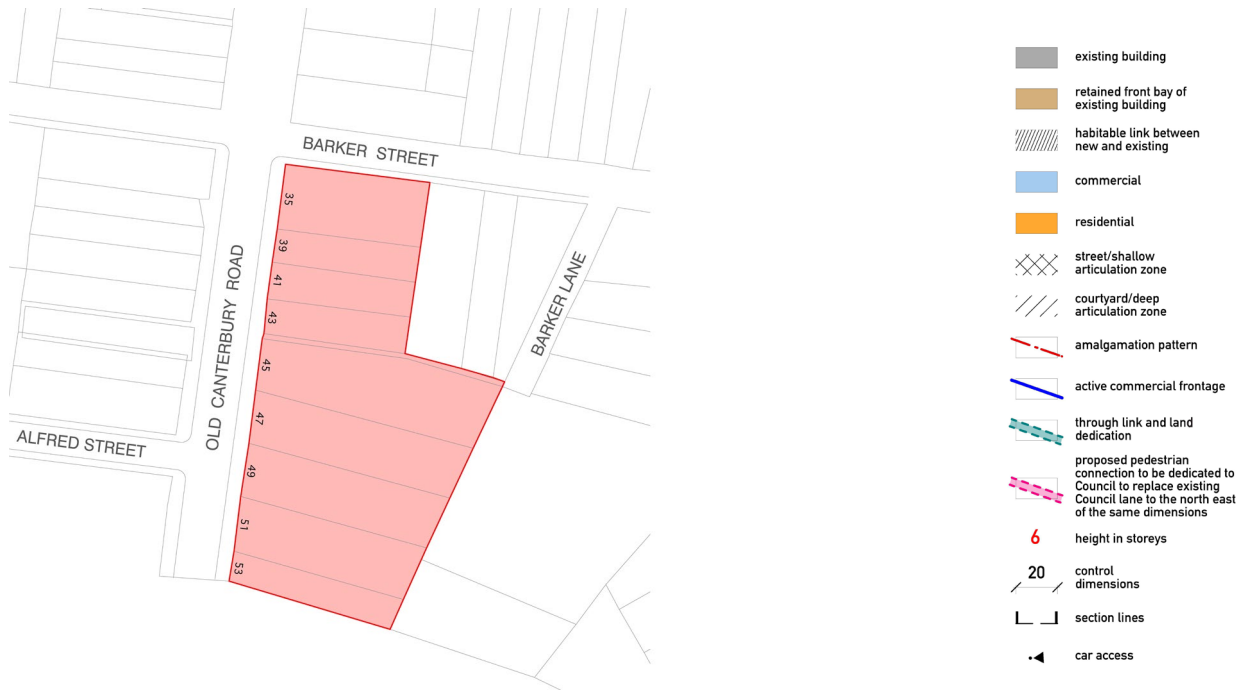 BARKER STREET
35
39
41
43
45
47
49
51
53
OLD CANTERBURY ROAD
BARKER LANE
ALFRED STREET
existing building
retained front bay of
existing building
habitable link between
new and existing
commercial
residential
street/shallow
articulation zone
courtyard/deep
articulation zone
amalgamation pattern
active commercial frontage
through link and land
dedication
proposed pedestrian
connection to be dedicated to
Council to replace existing
Council lane to the north east
of the same dimensions
6
height in storeys
20
control
dimensions
section lines
car access